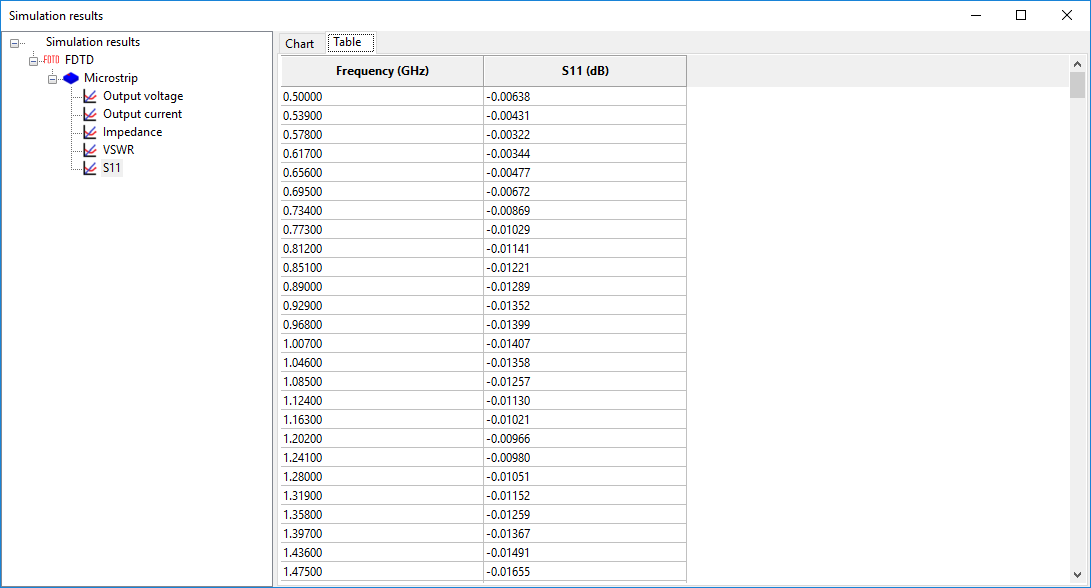 Simulation results
Simulation results
FDTD FDTD
Microstrip
Output voltage
Output current
Impedance
VSWR
S11
Chart Table
Frequency (GHz) S11 (dB)
0.50000 -0.00638
0.53900 -0.00431
0.57800 -0.00322
0.61700 -0.00344
0.65600 -0.00477
0.69500 -0.00672
0.73400 -0.00869
0.77300 -0.01029
0.81200 -0.01141
0.85100 -0.01221
0.89000 -0.01289
0.92900 -0.01352
0.96800 -0.01399
1.00700 -0.01407
1.04600 -0.01358
1.08500 -0.01257
1.12400 -0.01130
1.16300 -0.01021
1.20200 -0.00966
1.24100 -0.00980
1.28000 -0.01051
1.31900 -0.01152
1.35800 -0.01259
1.39700 -0.01367
1.43600 -0.01491
1.47500 -0.01655